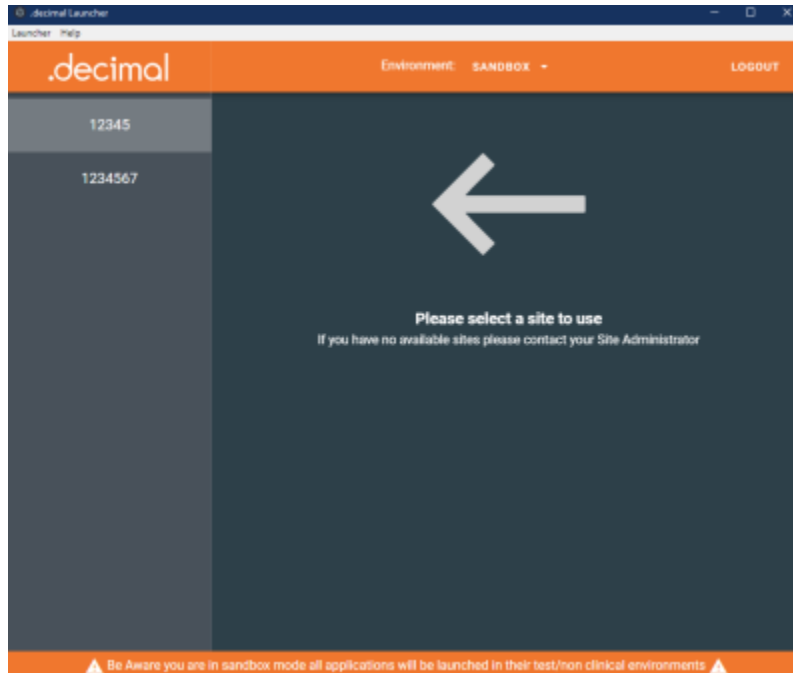 .decimal Launcher
Launcher Help
.decimal
Environment: SANDBOX
LOGOUT
12345
1234567
Please select a site to use
If you have no available sites please contact your Site Administrator
Be Aware you are in sandbox mode all applications will be launched in their test/non clinical environments